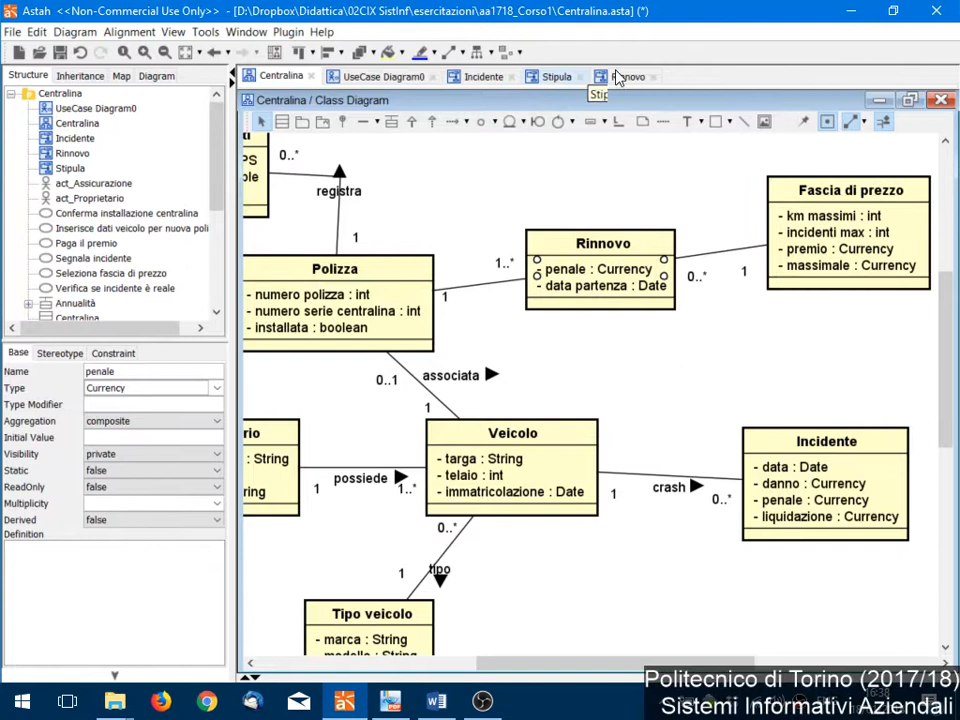 Astah <<Non-Commercial Use Only>> - [D:\Dropbox\Didattica\02CIX SistInf\esercitazioni\aa1718_Corso1\Centralina.asta] (*)
File Edit Diagram Alignment View Tools Window Plugin Help
Structure Inheritance Map Diagram
Centralina
UseCase Diagram0
Centralina
Incidente
Rinnovo
Stipula
act_Assicurazione
act_Proprietario
Conferma installazione centralina
Inserisce dati veicolo per nuova poli
Paga il premio
Segnala incidente
Seleziona fascia di prezzo
Verifica se incidente è reale
Annualità
Centralina
Base Stereotype Constraint
Name penale
Type Currency
Type Modifier
Aggregation composite
Initial Value
Visibility private
Static false
ReadOnly false
Multiplicity
Derived false
Definition
Centralina UseCase Diagram0 Incidente Stipula Rinnovo
Stip
Centralina / Class Diagram
PS
ble
0..*
registra
1
Polizza
- numero polizza : int
- numero serie centralina : int
- installata : boolean
1
1..*
Rinnovo
- penale : Currency
- data partenza : Date
0..*
1
Fascia di prezzo
- km massimi : int
- incidenti max : int
- premio : Currency
- massimale : Currency
0..1
associata
1
rio
: String
ring
possiede
1
1..*
Veicolo
- targa : String
- telaio : int
- immatricolazione : Date
1
crash
0..*
Incidente
- data : Date
- danno : Currency
- penale : Currency
- liquidazione : Currency
0..*
tipo
1
Tipo veicolo
- marca : String
- modello : String
Politecnico di Torino (2017/18)
Sistemi Informativi Aziendali